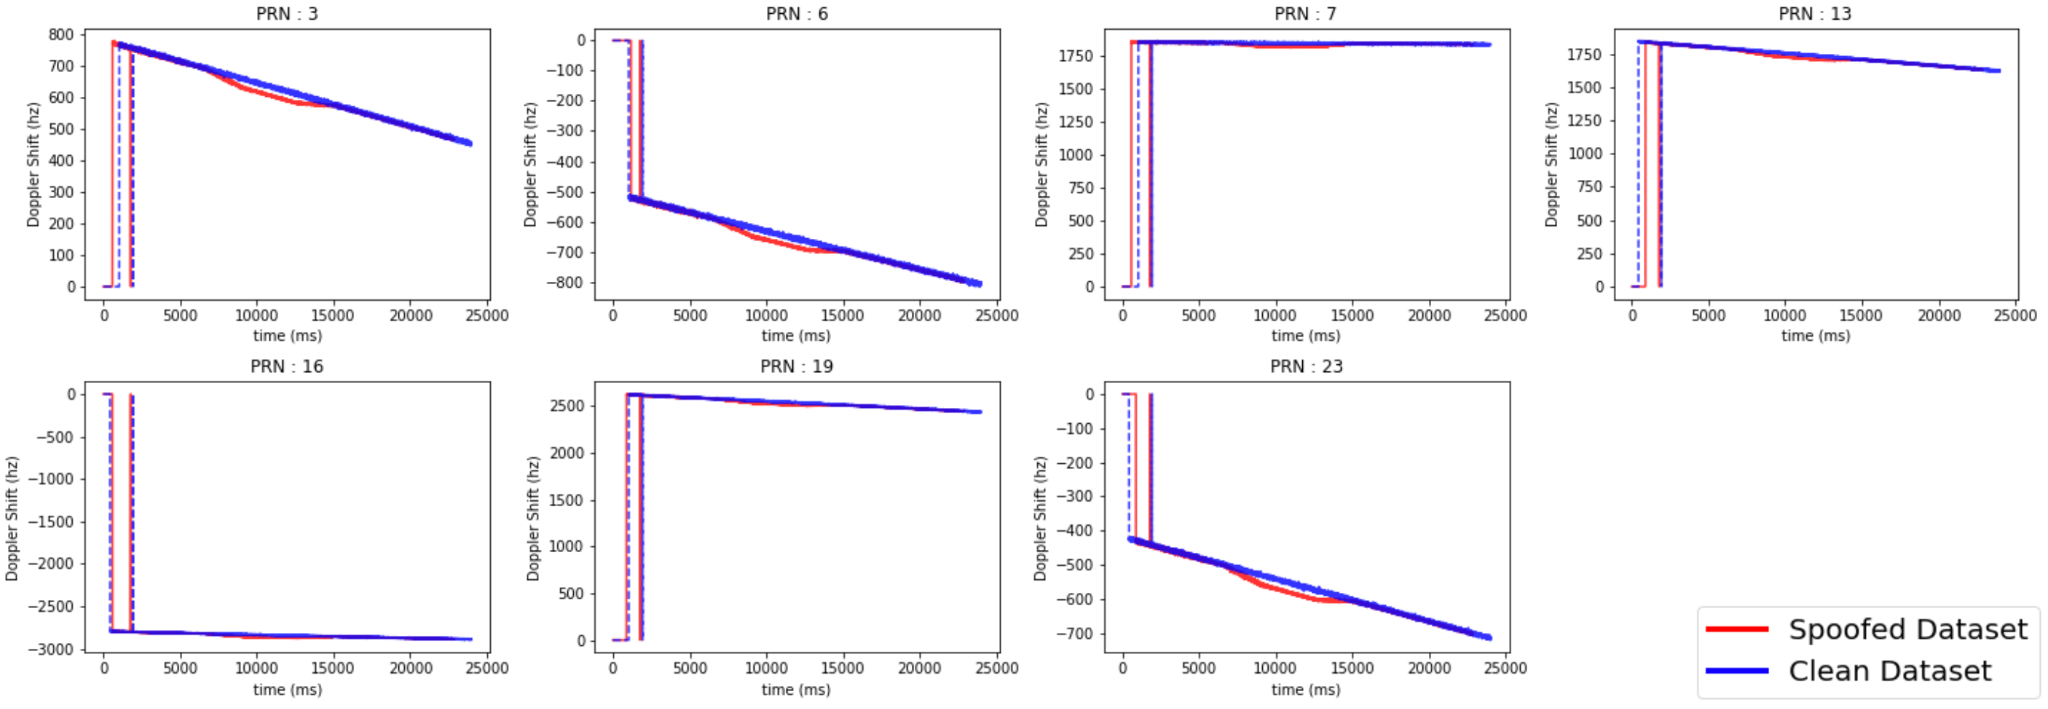 PRN : 3
800
700
600
500
400
300
200
100
0
Doppler Shift (hz)
0 5000 10000 15000 20000 25000
time (ms)
PRN : 6
0
−100
−200
−300
−400
−500
−600
−700
−800
Doppler Shift (hz)
0 5000 10000 15000 20000 25000
time (ms)
PRN : 7
1750
1500
1250
1000
750
500
250
0
Doppler Shift (hz)
0 5000 10000 15000 20000 25000
time (ms)
PRN : 13
1750
1500
1250
1000
750
500
250
0
Doppler Shift (hz)
0 5000 10000 15000 20000 25000
time (ms)
PRN : 16
0
−500
−1000
−1500
−2000
−2500
−3000
Doppler Shift (hz)
0 5000 10000 15000 20000 25000
time (ms)
PRN : 19
2500
2000
1500
1000
500
0
Doppler Shift (hz)
0 5000 10000 15000 20000 25000
time (ms)
PRN : 23
0
−100
−200
−300
−400
−500
−600
−700
Doppler Shift (hz)
0 5000 10000 15000 20000 25000
time (ms)
Spoofed Dataset
Clean Dataset